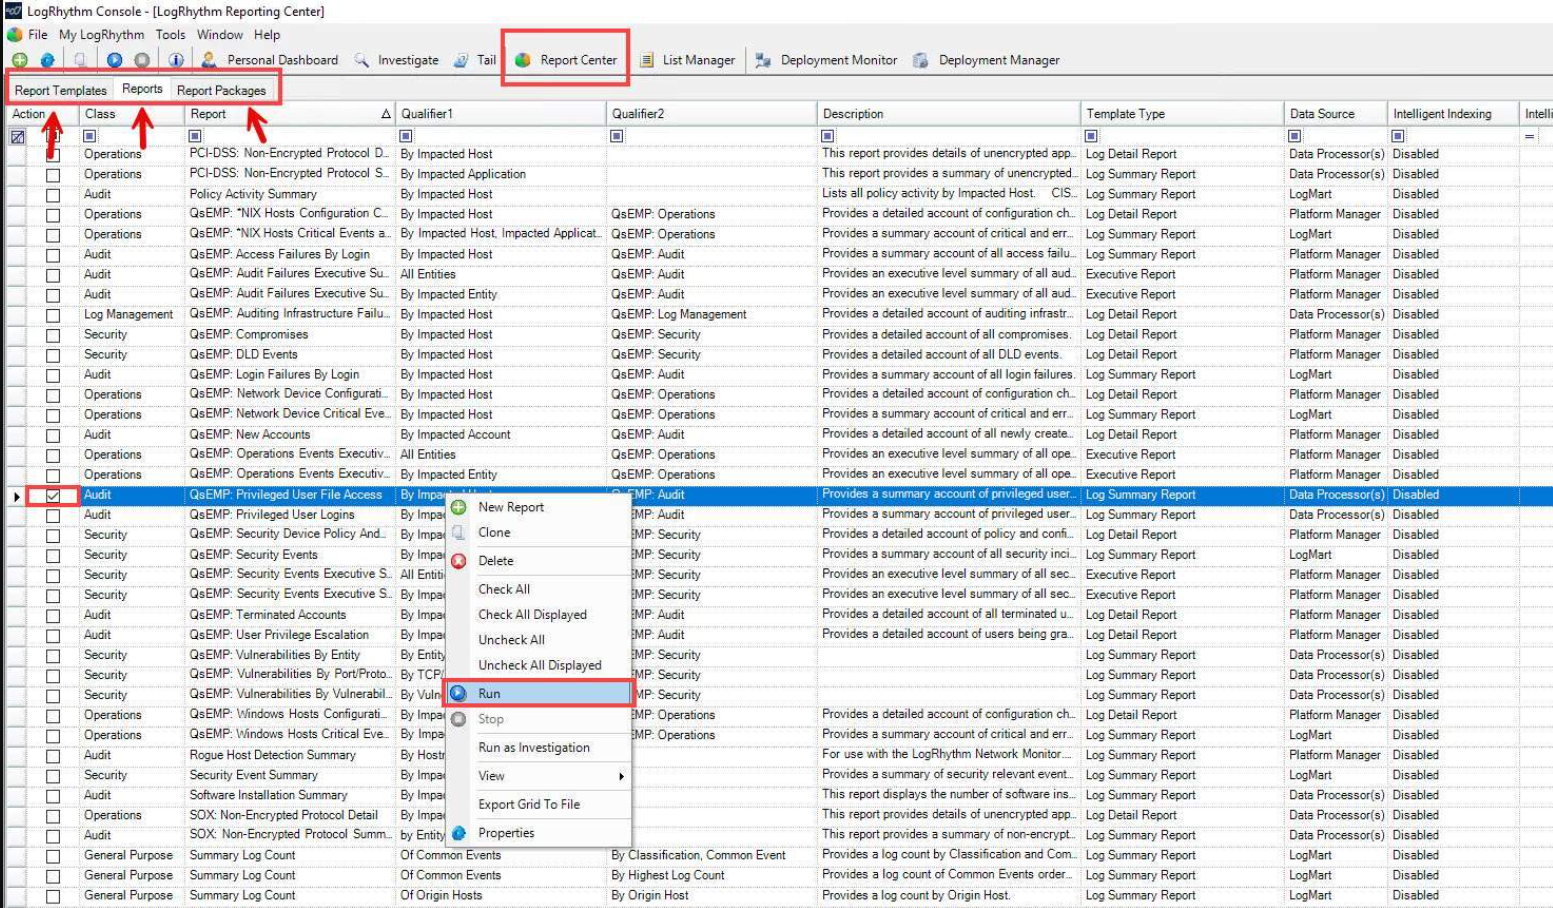 LogRhythm Console - [LogRhythm Reporting Center]
File My LogRhythm Tools Window Help
Personal Dashboard Investigate Tail Report Center List Manager Deployment Monitor Deployment Manager
Report Templates Reports Report Packages
Action Class Report Qualifier1 Qualifier2 Description Template Type Data Source Intelligent Indexing Intelli
=
Operations PCI-DSS: Non-Encrypted Protocol D... By Impacted Host This report provides details of unencrypted app... Log Detail Report Data Processor(s) Disabled
Operations PCI-DSS: Non-Encrypted Protocol S... By Impacted Application This report provides a summary of unencrypted... Log Summary Report Data Processor(s) Disabled
Audit Policy Activity Summary By Impacted Host Lists all policy activity by Impacted Host. CIS... Log Summary Report LogMart Disabled
Operations QsEMP: *NIX Hosts Configuration C... By Impacted Host QsEMP: Operations Provides a detailed account of configuration ch... Log Detail Report Platform Manager Disabled
Operations QsEMP: *NIX Hosts Critical Events a... By Impacted Host, Impacted Applicat... QsEMP: Operations Provides a summary account of critical and err... Log Summary Report LogMart Disabled
Audit QsEMP: Access Failures By Login By Impacted Host QsEMP: Audit Provides a summary account of all access failu... Log Summary Report Platform Manager Disabled
Audit QsEMP: Audit Failures Executive Su... All Entities QsEMP: Audit Provides an executive level summary of all aud... Executive Report Platform Manager Disabled
Audit QsEMP: Audit Failures Executive Su... By Impacted Entity QsEMP: Audit Provides an executive level summary of all aud... Executive Report Platform Manager Disabled
Log Management QsEMP: Auditing Infrastructure Failu... By Impacted Host QsEMP: Log Management Provides a detailed account of auditing infrastr... Log Detail Report Data Processor(s) Disabled
Security QsEMP: Compromises By Impacted Host QsEMP: Security Provides a detailed account of all compromises. Log Detail Report Platform Manager Disabled
Security QsEMP: DLD Events By Impacted Host QsEMP: Security Provides a detailed account of all DLD events. Log Detail Report Platform Manager Disabled
Audit QsEMP: Login Failures By Login By Impacted Host QsEMP: Audit Provides a summary account of all login failures. Log Summary Report LogMart Disabled
Operations QsEMP: Network Device Configurati... By Impacted Host QsEMP: Operations Provides a detailed account of configuration ch... Log Detail Report Platform Manager Disabled
Operations QsEMP: Network Device Critical Eve... By Impacted Host QsEMP: Operations Provides a summary account of critical and err... Log Summary Report LogMart Disabled
Audit QsEMP: New Accounts By Impacted Account QsEMP: Audit Provides a detailed account of all newly create... Log Detail Report Platform Manager Disabled
Operations QsEMP: Operations Events Executiv... All Entities QsEMP: Operations Provides an executive level summary of all ope... Executive Report Platform Manager Disabled
Operations QsEMP: Operations Events Executiv... By Impacted Entity QsEMP: Operations Provides an executive level summary of all ope... Executive Report Platform Manager Disabled
Audit QsEMP: Privileged User File Access By Impacted Host QsEMP: Audit Provides a summary account of privileged user... Log Summary Report Data Processor(s) Disabled
Audit QsEMP: Privileged User Logins By Impa New Report EMP: Audit Provides a summary account of privileged user... Log Summary Report Data Processor(s) Disabled
Security QsEMP: Security Device Policy And... By Impa Clone EMP: Security Provides a detailed account of policy and confi... Log Detail Report Platform Manager Disabled
Security QsEMP: Security Events By Impa Delete EMP: Security Provides a summary account of all security inci... Log Summary Report LogMart Disabled
Security QsEMP: Security Events Executive S... All Entiti Check All EMP: Security Provides an executive level summary of all sec... Executive Report Platform Manager Disabled
Security QsEMP: Security Events Executive S... By Impa EMP: Security Provides an executive level summary of all sec... Executive Report Platform Manager Disabled
Audit QsEMP: Terminated Accounts By Impa Check All Displayed EMP: Audit Provides a detailed account of all terminated u... Log Detail Report Platform Manager Disabled
Audit QsEMP: User Privilege Escalation By Impa Uncheck All EMP: Audit Provides a detailed account of users being gra... Log Detail Report Platform Manager Disabled
Security QsEMP: Vulnerabilities By Entity By Entity Uncheck All Displayed EMP: Security Log Summary Report Data Processor(s) Disabled
Security QsEMP: Vulnerabilities By Port/Proto... By TCP/ EMP: Security Log Summary Report Data Processor(s) Disabled
Security QsEMP: Vulnerabilities By Vulnerabil... By Vuln Run MP: Security Log Summary Report Data Processor(s) Disabled
Operations QsEMP: Windows Hosts Configurati... By Impa Stop EMP: Operations Provides a detailed account of configuration ch... Log Detail Report Platform Manager Disabled
Operations QsEMP: Windows Hosts Critical Eve... By Impa Run as Investigation EMP: Operations Provides a summary account of critical and err... Log Summary Report LogMart Disabled
Audit Rogue Host Detection Summary By Host For use with the LogRhythm Network Monitor.... Log Summary Report Platform Manager Disabled
Security Security Event Summary By Impa View Provides a summary of security relevant event... Log Summary Report LogMart Disabled
Audit Software Installation Summary By Impa Export Grid To File This report displays the number of software ins... Log Summary Report Data Processor(s) Disabled
Operations SOX: Non-Encrypted Protocol Detail By Impa This report provides details of unencrypted app... Log Detail Report Data Processor(s) Disabled
Audit SOX: Non-Encrypted Protocol Summ... by Entity Properties This report provides a summary of non-encrypt... Log Summary Report Data Processor(s) Disabled
General Purpose Summary Log Count Of Common Events By Classification, Common Event Provides a log count by Classification and Com... Log Summary Report LogMart Disabled
General Purpose Summary Log Count Of Common Events By Highest Log Count Provides a log count of Common Events order... Log Summary Report LogMart Disabled
General Purpose Summary Log Count Of Origin Hosts By Origin Host Provides a log count by Origin Host. Log Summary Report LogMart Disabled